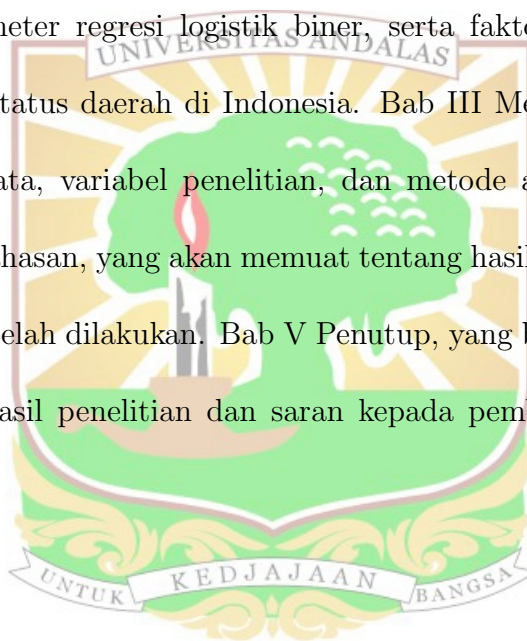 meter regresi logistik biner, serta fakto
UNIVERSITAS ANDALAS
tatus daerah di Indonesia. Bab III Me
ata, variabel penelitian, dan metode a
hasan, yang akan memuat tentang hasil
elah dilakukan. Bab V Penutup, yang b
asil penelitian dan saran kepada pemb
UNTUK KEDJAJAAN BANGSA